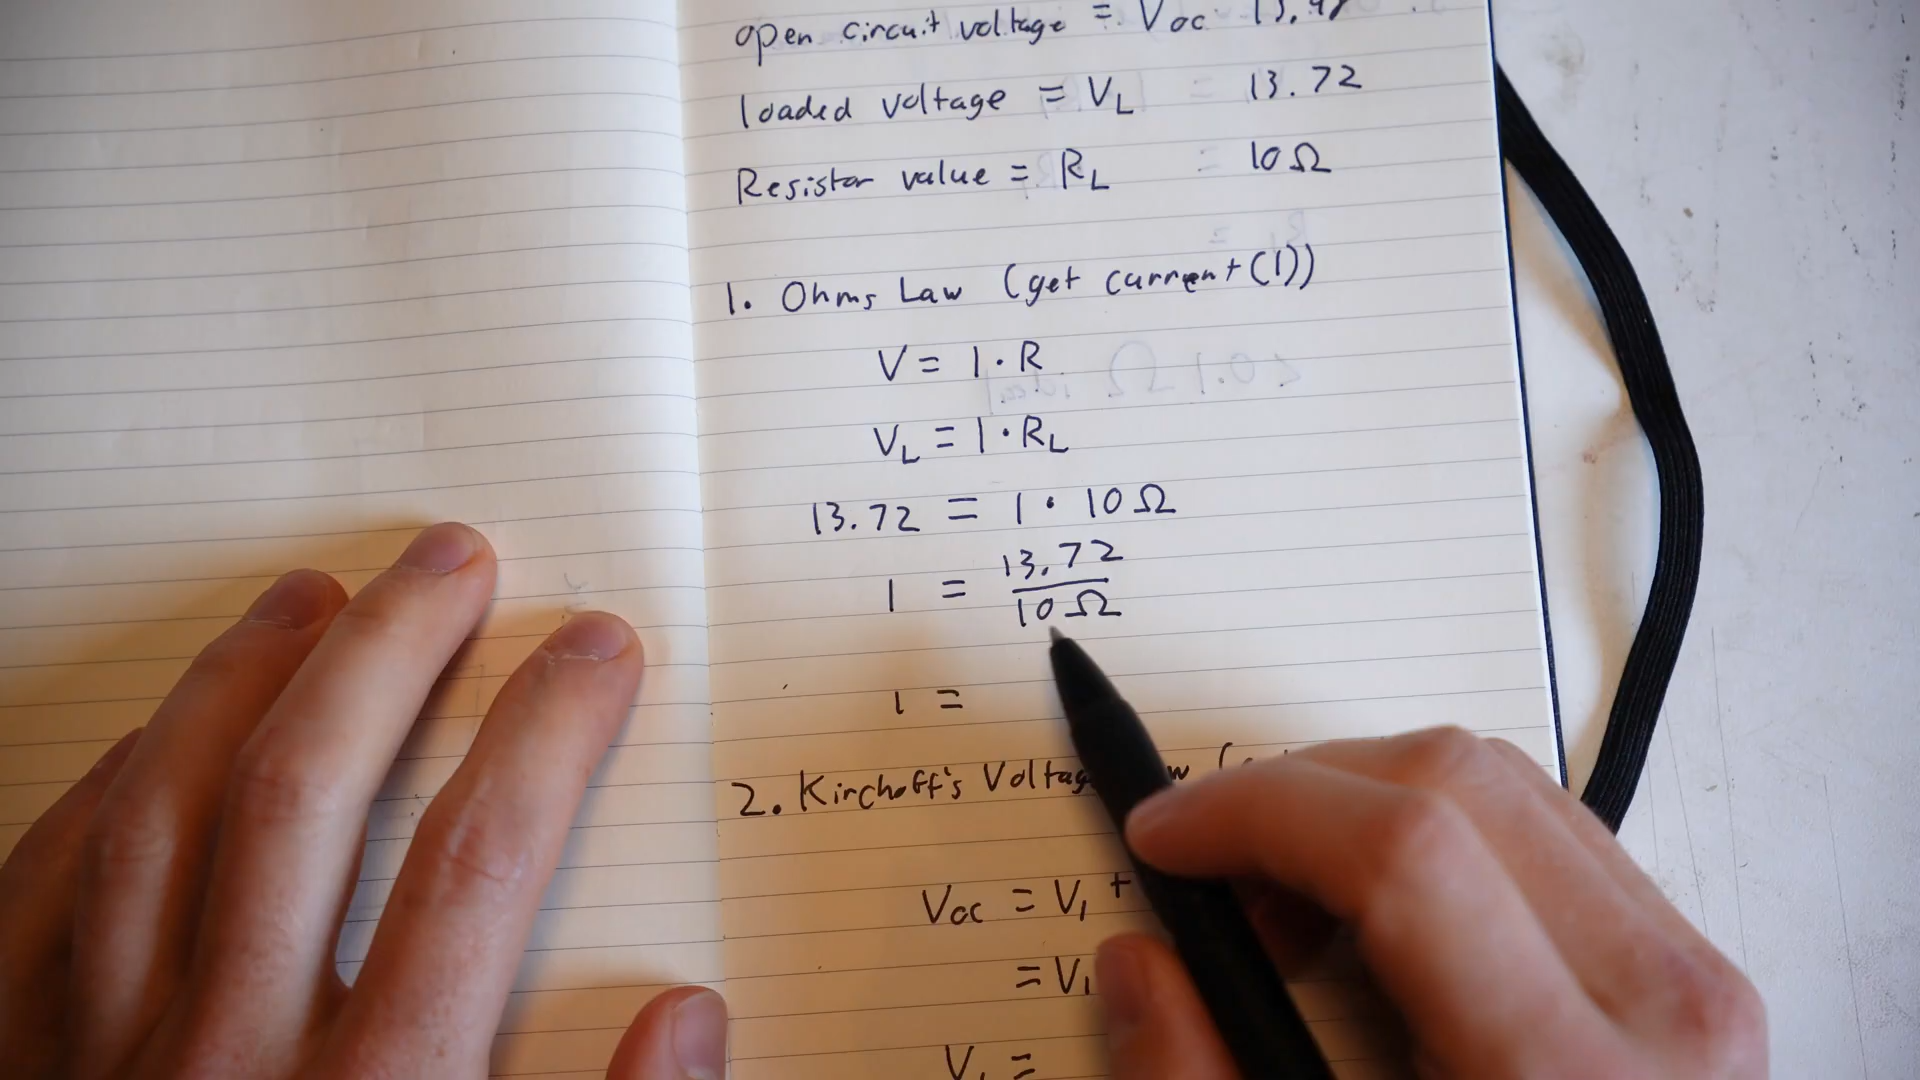 open circuit voltage = Voc
loaded voltage = VL = 13.72
Resistor value = RL = 10Ω
1. Ohms Law (get current (I))
V = I · R
VL = I · RL
13.72 = I · 10Ω
I = 13.72
10Ω
I =
2. Kirchoff's Voltage
Voc = V1 +
= V1
V1 =